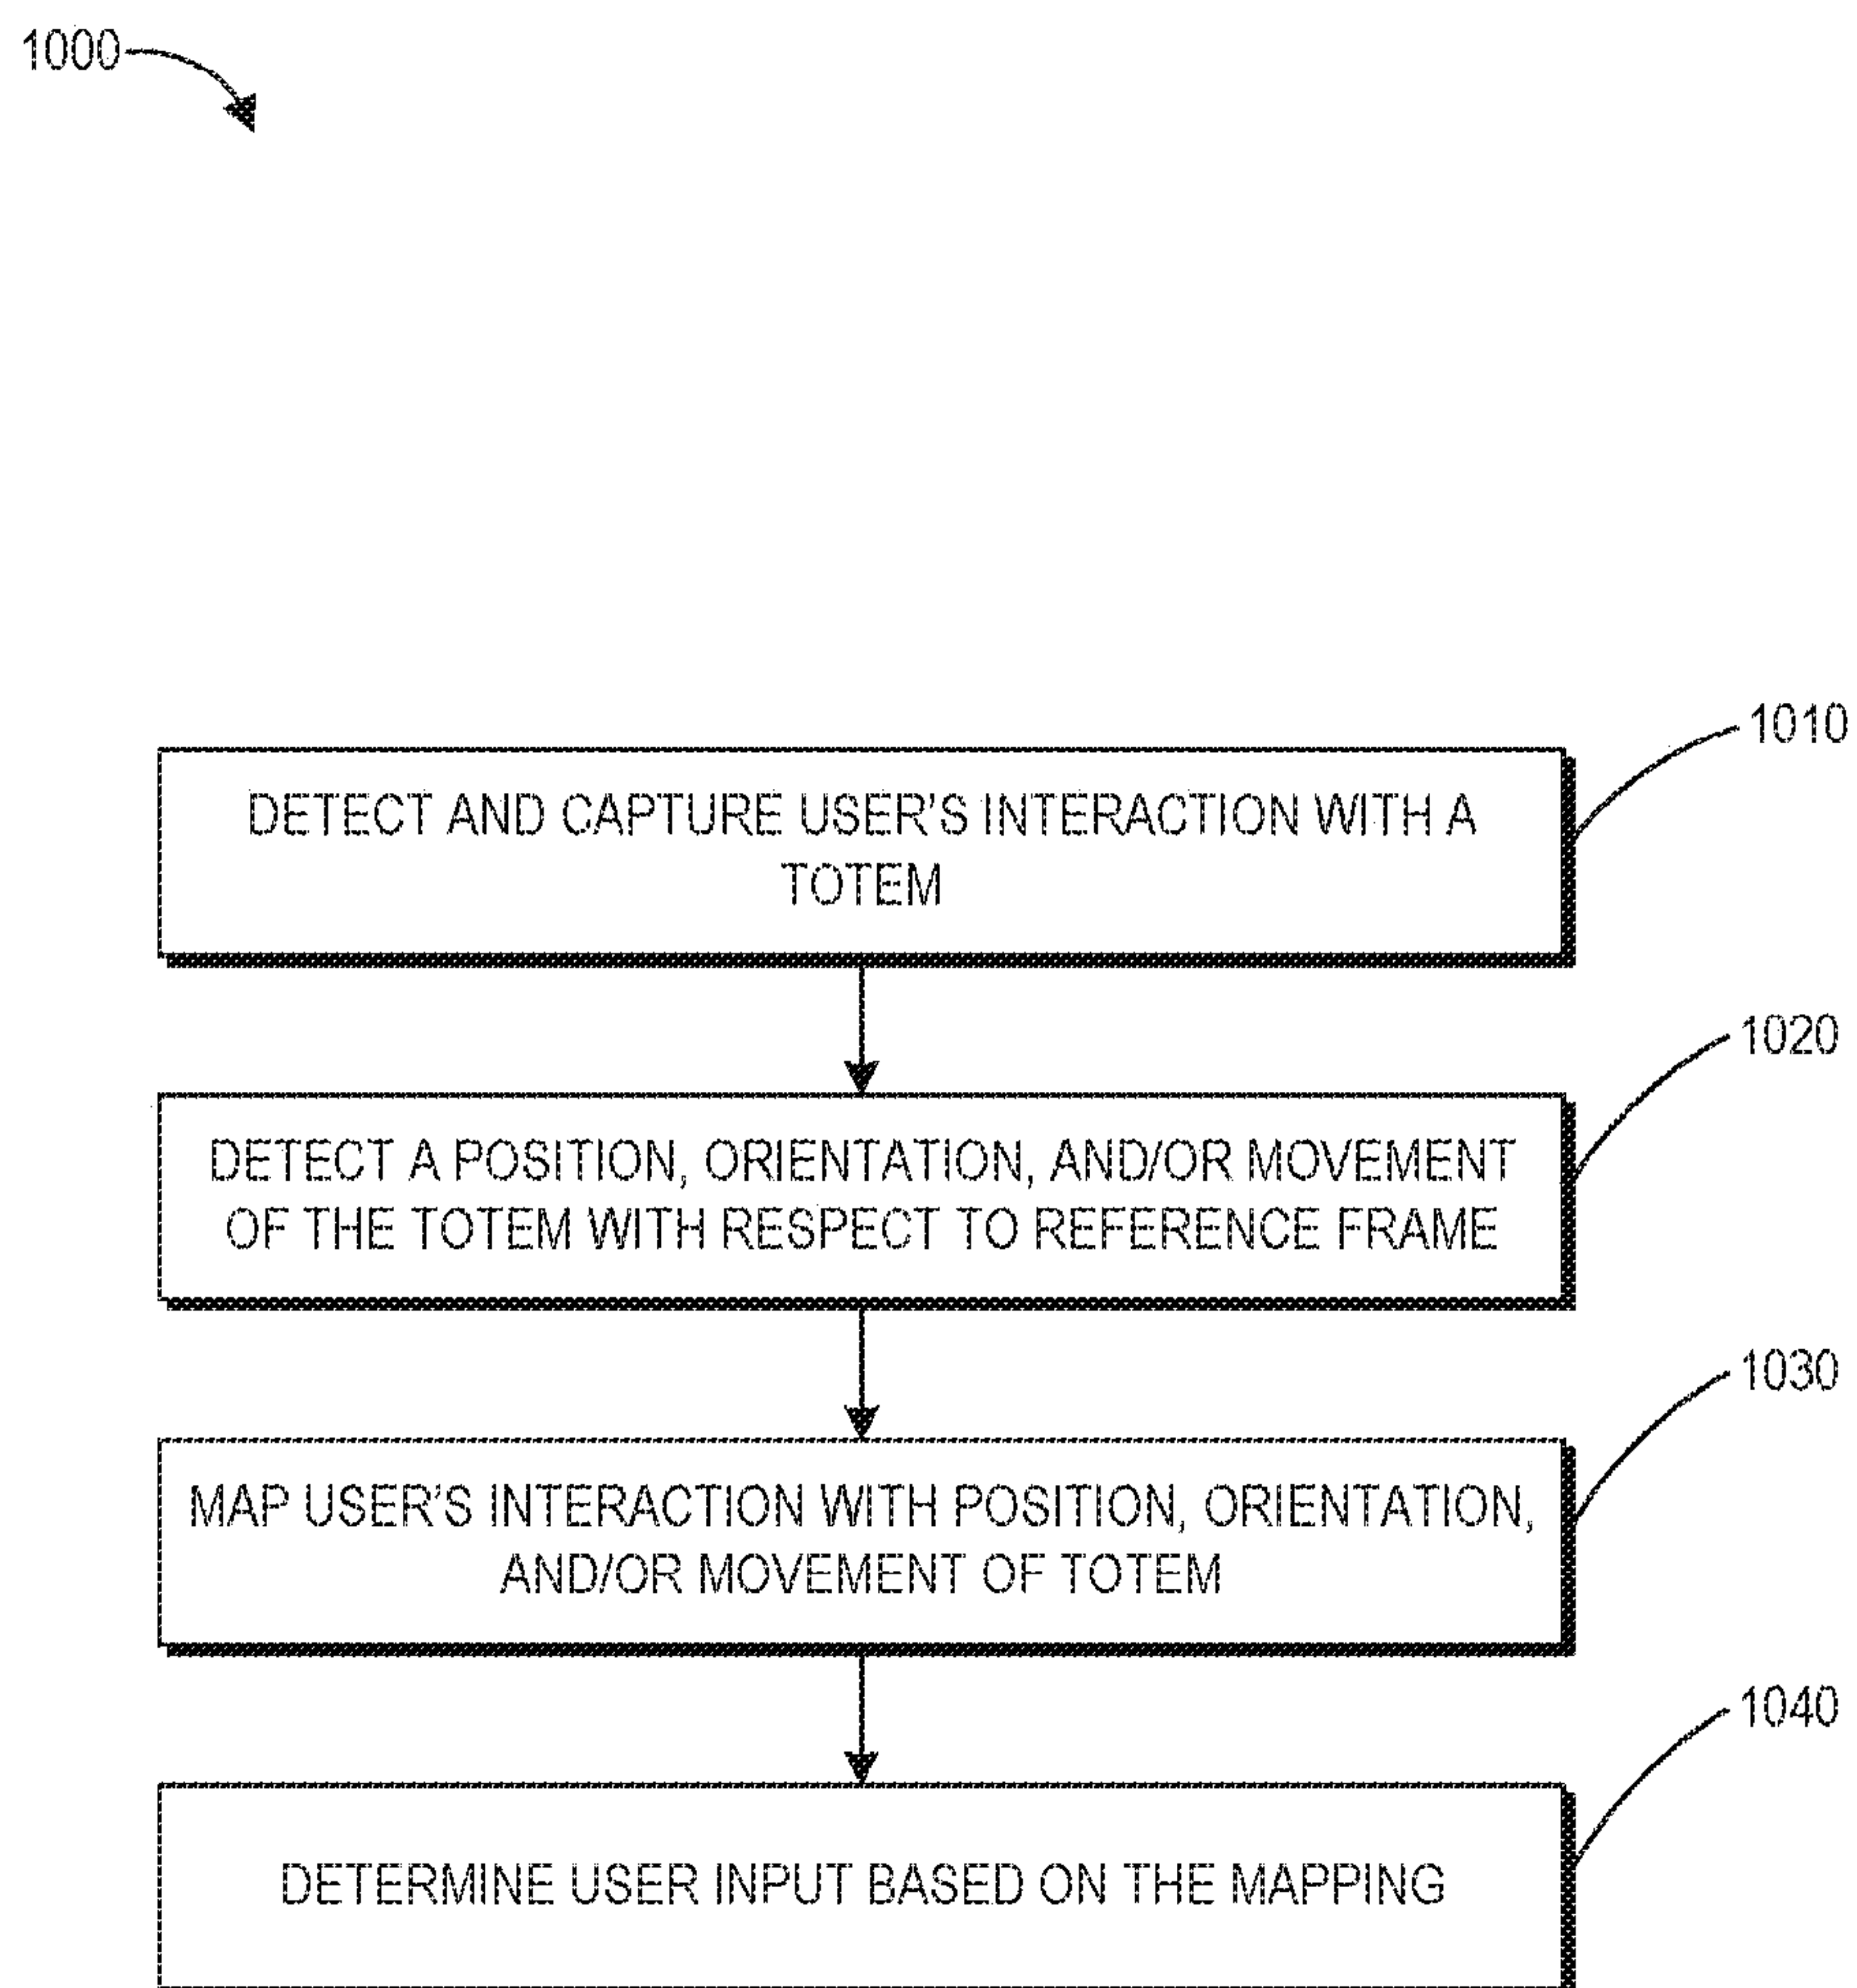 1000
1010
DETECT AND CAPTURE USER'S INTERACTION WITH A
TOTEM
1020
DETECT A POSITION, ORIENTATION, AND/OR MOVEMENT
OF THE TOTEM WITH RESPECT TO REFERENCE FRAME
1030
MAP USER'S INTERACTION WITH POSITION, ORIENTATION,
AND/OR MOVEMENT OF TOTEM
1040
DETERMINE USER INPUT BASED ON THE MAPPING